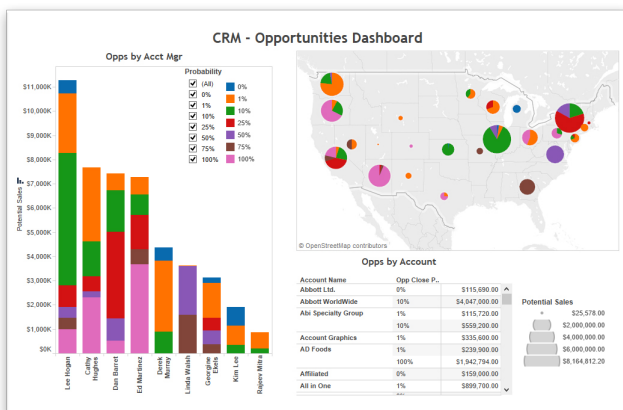 CRM - Opportunities Dashboard
Opps by Acct Mgr
Probability
(All)
0%
1%
10%
25%
50%
75%
100%
0%
1%
10%
25%
50%
75%
100%
$11,000K
$10,000K
$9,000K
$8,000K
$7,000K
$6,000K
$5,000K
$4,000K
$3,000K
$2,000K
$1,000K
$0K
Potential Sales
Lee Hogan
Cathy
Hughes
Dan Barret
Ed Martinez
Derek
Murray
Linda Walsh
Georgine
Ekels
Kim Lee
Rajeev Mitra
© OpenStreetMap contributors
Opps by Account
Account Name Opp Close P..
Abbott Ltd. 0% $115,690.00
Abbott WorldWide 10% $4,047,000.00
Abi Specialty Group 1% $115,720.00
10% $559,200.00
Account Graphics 1% $335,600.00
AD Foods 1% $239,900.00
100% $1,942,794.00
Affiliated 0% $159,000.00
All in One 1% $899,700.00
Potential Sales
$25,578.00
$2,000,000.00
$4,000,000.00
$6,000,000.00
$8,164,812.20